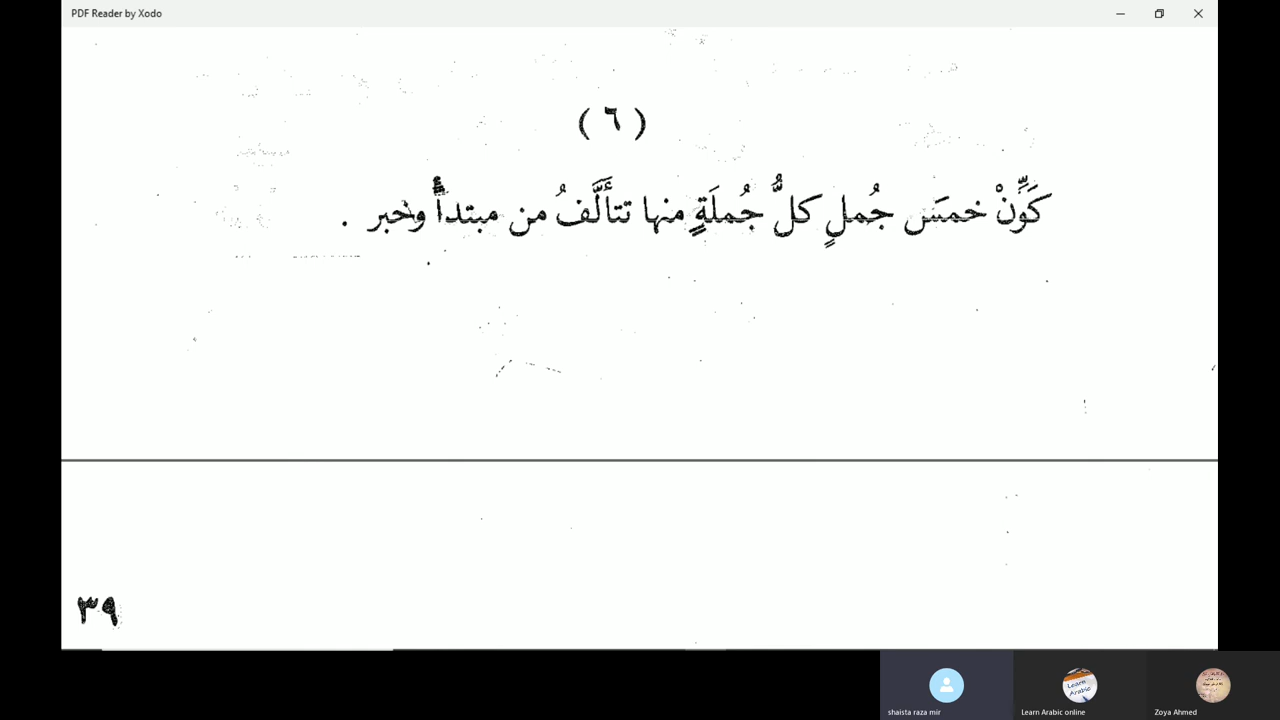 PDF Reader by Xodo
( ٦ )
كَوِّنْ خمسَ جُملٍ كلُّ جُملَةٍ منها تتأَلَّفُ من مبتدأ وخبر .
٣٩
shaista raza mir
Learn Arabic online
Zoya Ahmed